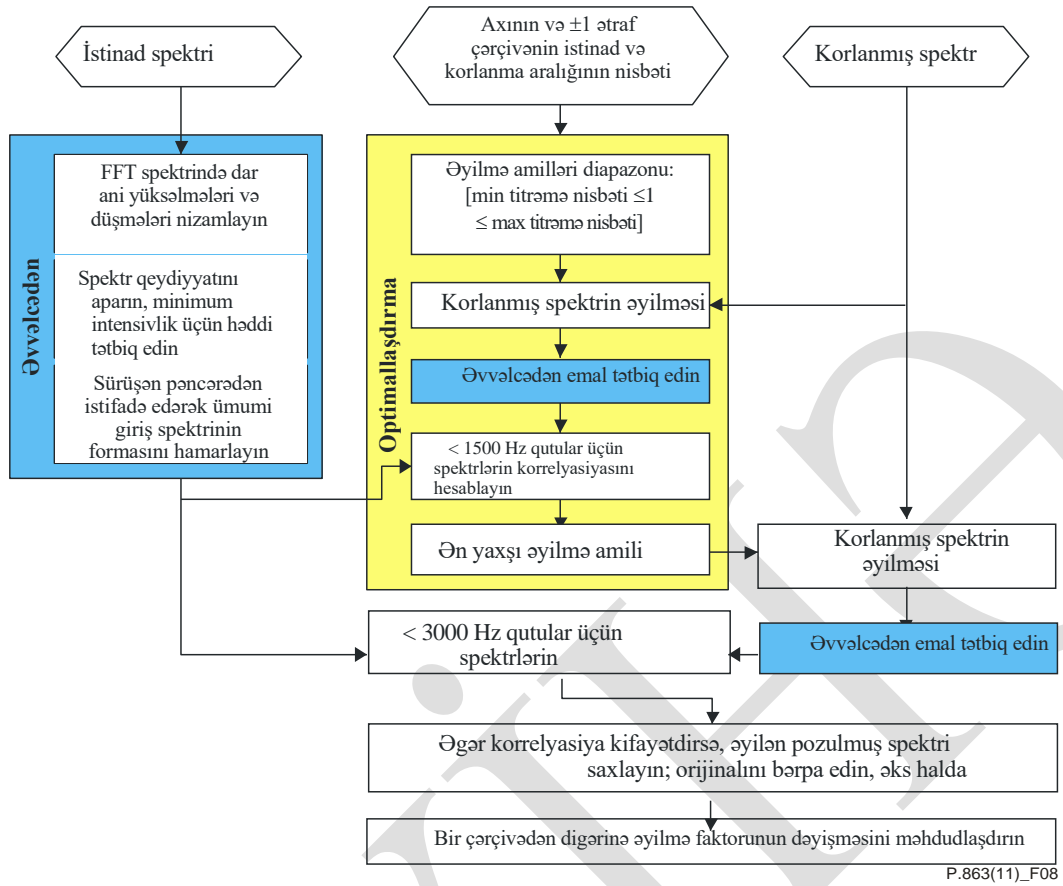 İstinad spektri
Axının və ±1 ətraf
çərçivənin istinad və
korlanma aralığının nisbəti
Korlanmış spektr
Əvvəlcədən
FFT spektrində dar
ani yüksəlmələri və
düşmələri nizamlayın
Spektr qeydiyyatını
aparın, minimum
intensivlik üçün həddi
tətbiq edin
Sürüşən pəncərədən
istifadə edərək ümumi
giriş spektrinin
formasını hamarlayın
Optimallaşdırma
Əyilmə amilləri diapazonu:
[min titrəmə nisbəti ≤1
≤ max titrəmə nisbəti]
Korlanmış spektrin əyilməsi
Əvvəlcədən emal tətbiq edin
< 1500 Hz qutular üçün
spektrlərin korrelyasiyasını
hesablayın
Ən yaxşı əyilmə amili
Korlanmış spektrin
əyilməsi
Əvvəlcədən emal tətbiq edin
< 3000 Hz qutular üçün
spektrlərin
Əgər korrelyasiya kifayətdirsə, əyilən pozulmuş spektri
saxlayın; orijinalını bərpa edin, əks halda
Bir çərçivədən digərinə əyilmə faktorunun dəyişməsini məhdudlaşdırın
P.863(11)_F08